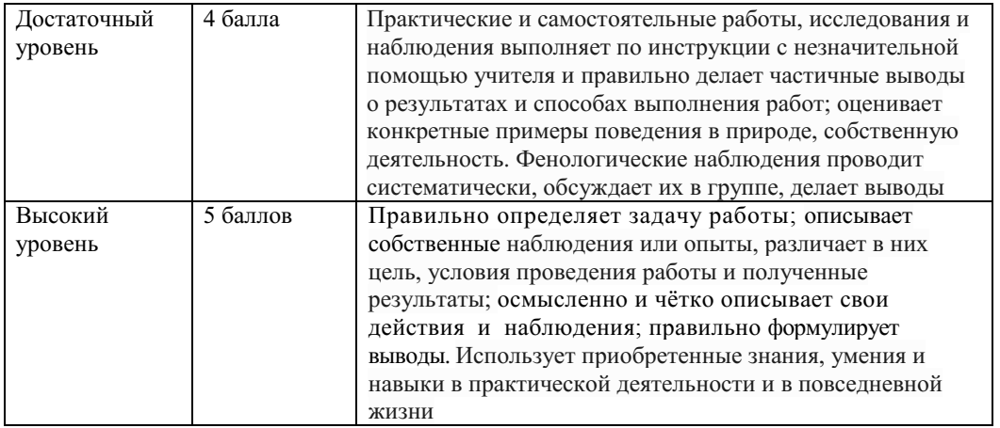 Достаточный уровень
4 балла
Практические и самостоятельные работы, исследования и
наблюдения выполняет по инструкции с незначительной
помощью учителя и правильно делает частичные выводы
о результатах и способах выполнения работ; оценивает
конкретные примеры поведения в природе, собственную
деятельность. Фенологические наблюдения проводит
систематически, обсуждает их в группе, делает выводы
Высокий
уровень
5 баллов
Правильно определяет задачу работы; описывает
собственные наблюдения или опыты, различает в них
цель, условия проведения работы и полученные
результаты; осмысленно и чётко описывает свои
действия и наблюдения; правильно формулирует
выводы. Использует приобретенные знания, умения и
навыки в практической деятельности и в повседневной
жизни